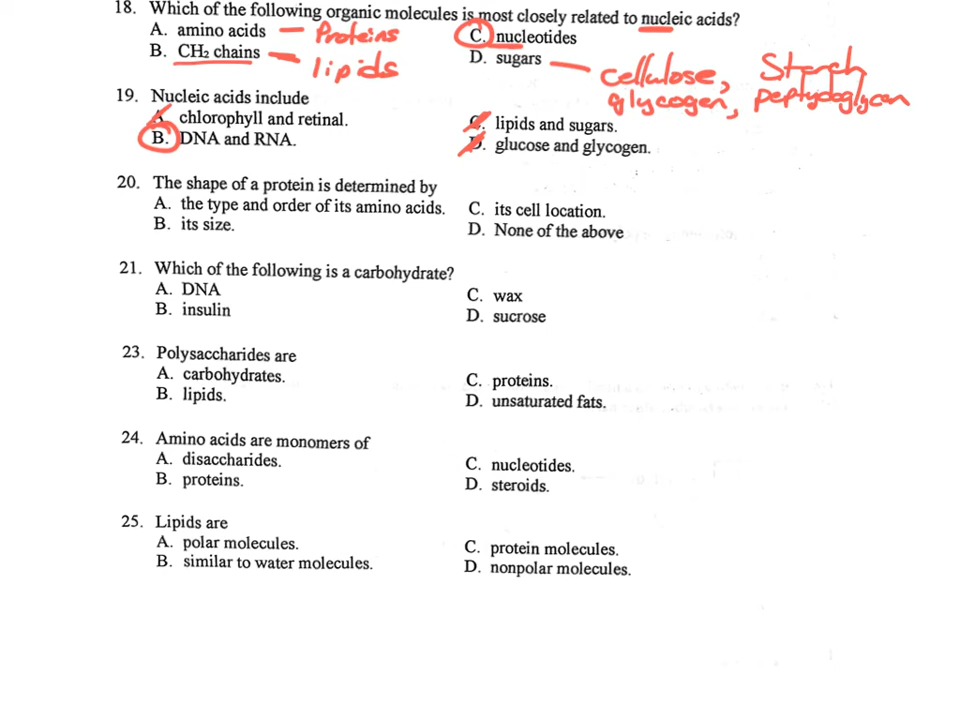 18. Which of the following organic molecules is most closely related to nucleic acids?
A. amino acids — Proteins
C. nucleotides
B. CH₂ chains — lipids
D. sugars — cellulose, Starch
glycogen, peptydoglycan
19. Nucleic acids include
A. chlorophyll and retinal.
C. lipids and sugars.
B. DNA and RNA.
D. glucose and glycogen.
20. The shape of a protein is determined by
A. the type and order of its amino acids.
C. its cell location.
B. its size.
D. None of the above
21. Which of the following is a carbohydrate?
A. DNA
C. wax
B. insulin
D. sucrose
23. Polysaccharides are
A. carbohydrates.
C. proteins.
B. lipids.
D. unsaturated fats.
24. Amino acids are monomers of
A. disaccharides.
C. nucleotides.
B. proteins.
D. steroids.
25. Lipids are
A. polar molecules.
C. protein molecules.
B. similar to water molecules.
D. nonpolar molecules.